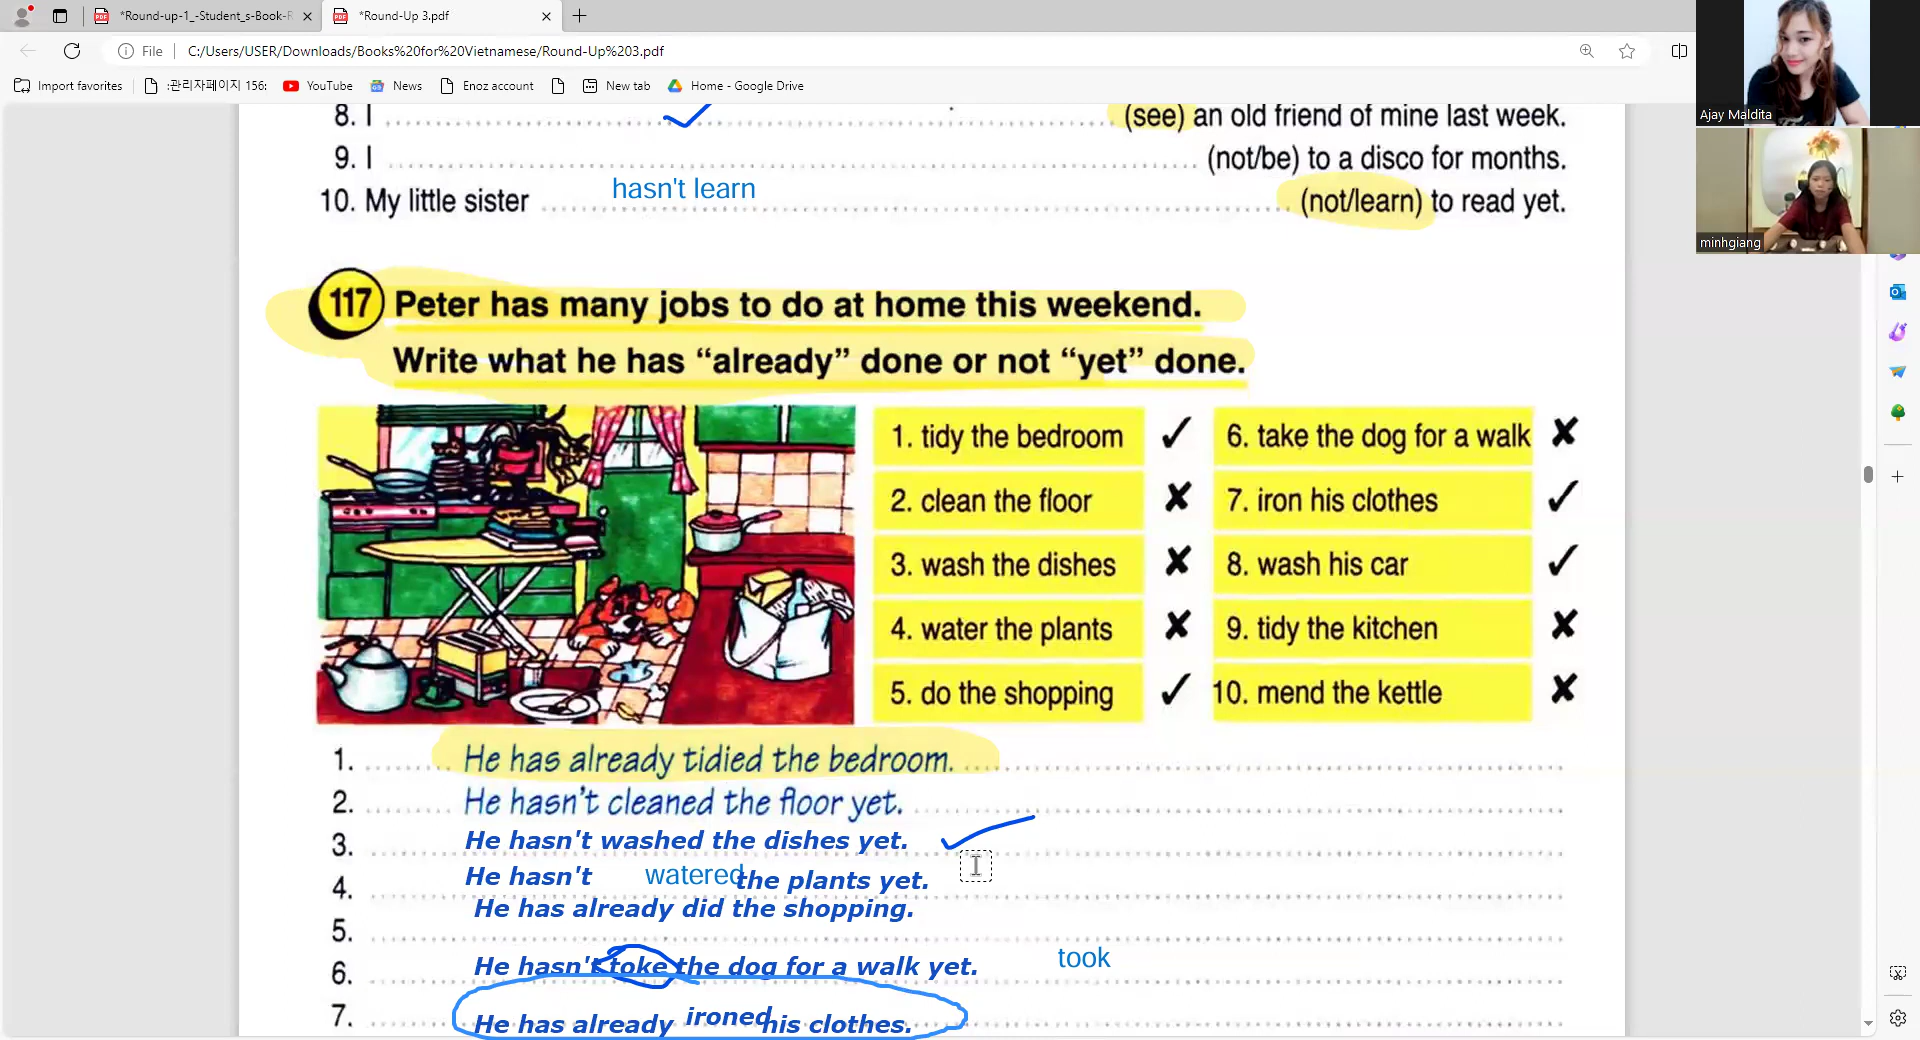 *Round-up-1_-Student_s-Book-R
*Round-Up 3.pdf
File
C:/Users/USER/Downloads/Books%20for%20Vietnamese/Round-Up%203.pdf
Import favorites
:관리자페이지 156:
YouTube
News
Enoz account
New tab
Home - Google Drive
Ajay Maldita
minhgiang
8. I (see) an old friend of mine last week.
9. I (not/be) to a disco for months.
10. My little sister hasn't learn (not/learn) to read yet.
117 Peter has many jobs to do at home this weekend.
Write what he has “already” done or not “yet” done.
1. tidy the bedroom ✓ 6. take the dog for a walk ✘
2. clean the floor ✘ 7. iron his clothes ✓
3. wash the dishes ✘ 8. wash his car ✓
4. water the plants ✘ 9. tidy the kitchen ✘
5. do the shopping ✓ 10. mend the kettle ✘
1. He has already tidied the bedroom.
2. He hasn't cleaned the floor yet.
3. He hasn't washed the dishes yet.
4. He hasn't watered the plants yet.
5. He has already did the shopping.
6. He hasn't toke the dog for a walk yet. took
7. He has already ironed his clothes.